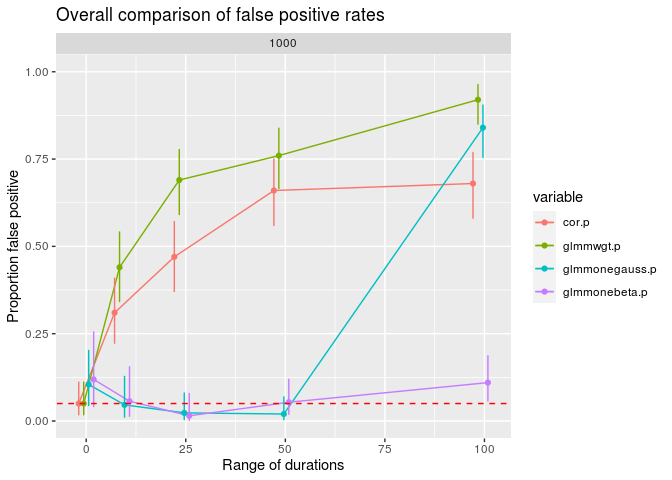 Overall comparison of false positive rates
1000
1.00
0.75
0.50
0.25
0.00
Proportion false positive
0 25 50 75 100
Range of durations
variable
cor.p
glmmwgt.p
glmmonegauss.p
glmmonebeta.p